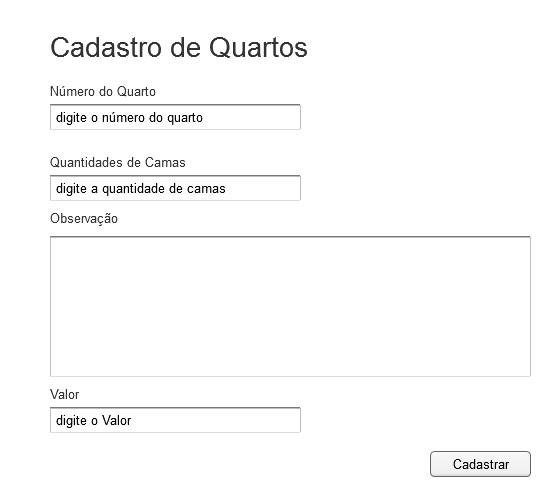 Cadastro de Quartos
Número do Quarto
digite o número do quarto
Quantidades de Camas
digite a quantidade de camas
Observação
Valor
digite o Valor
Cadastrar